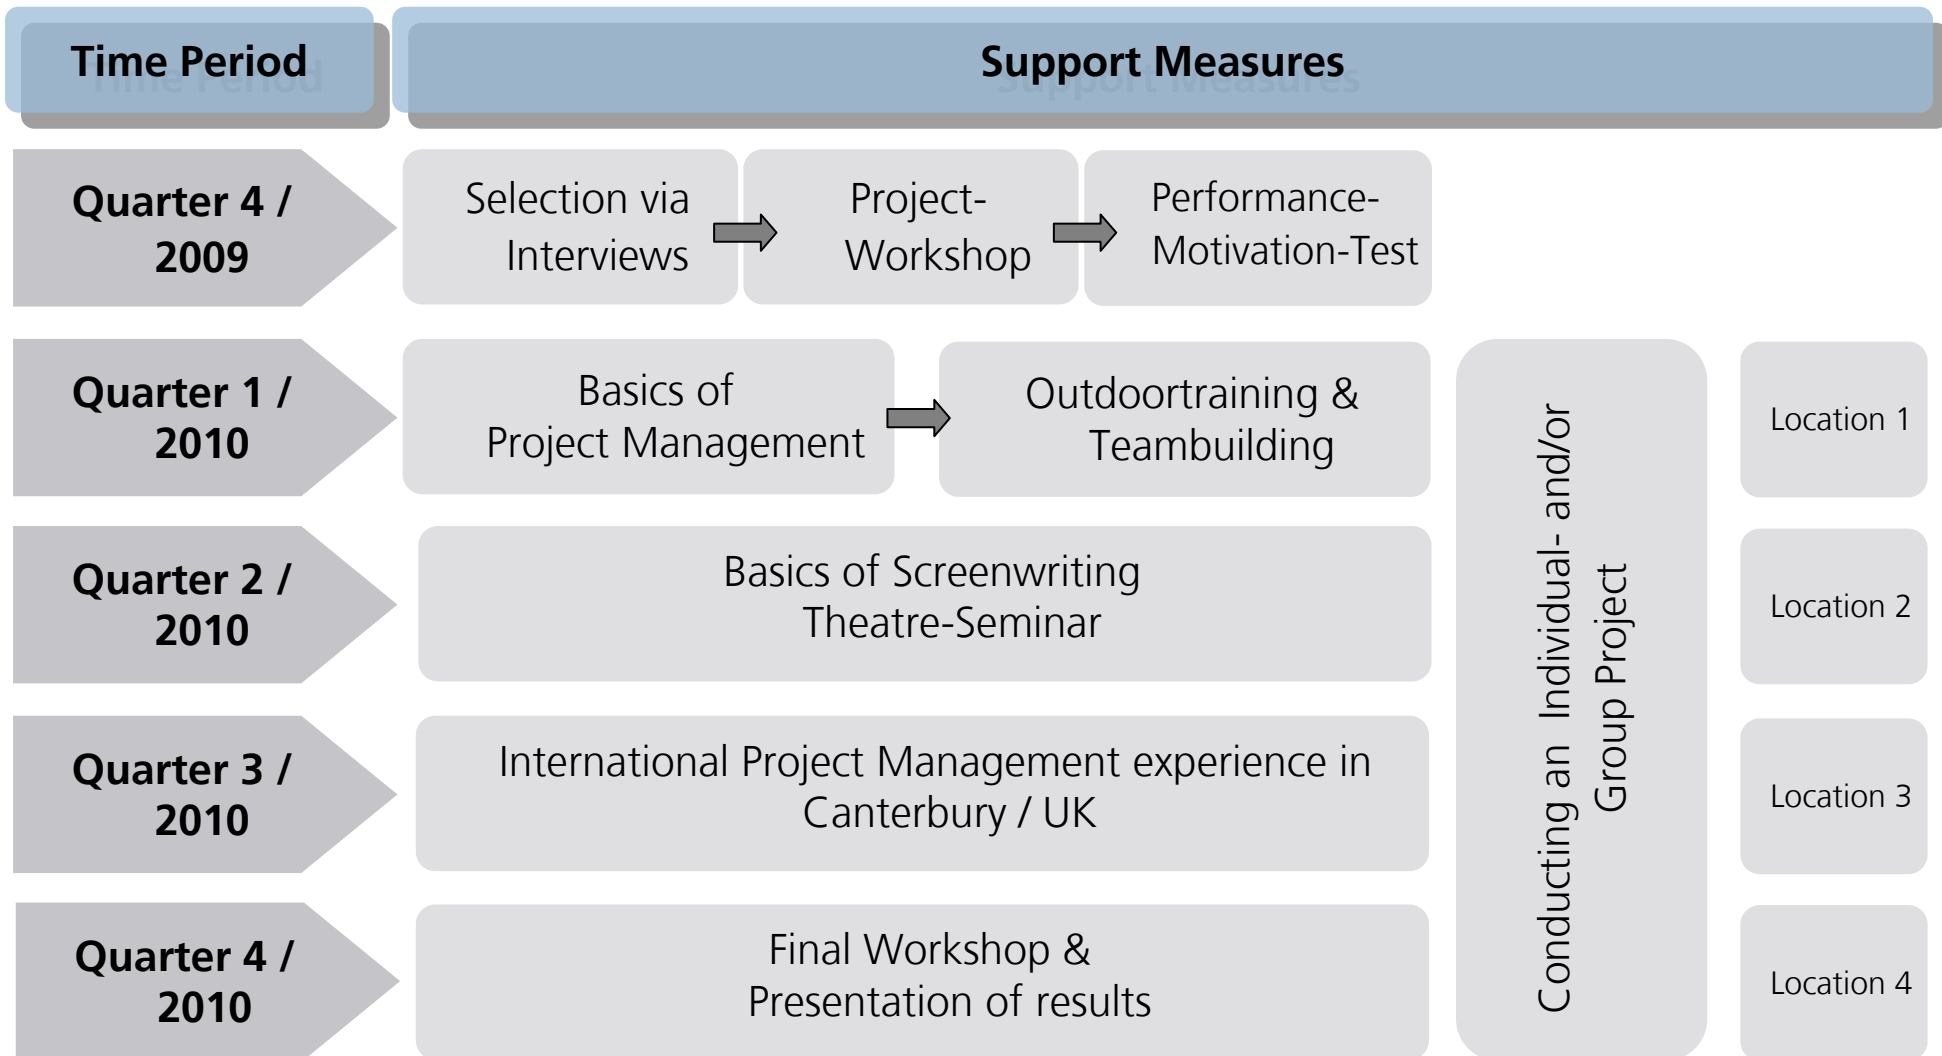 Time Period
Support Measures
Quarter 4 /
2009
Selection via
Interviews
Project-
Workshop
Performance-
Motivation-Test
Quarter 1 /
2010
Basics of
Project Management
Outdoortraining &
Teambuilding
Location 1
Quarter 2 /
2010
Basics of Screenwriting
Theatre-Seminar
Location 2
Quarter 3 /
2010
International Project Management experience in
Canterbury / UK
Location 3
Quarter 4 /
2010
Final Workshop &
Presentation of results
Location 4
Conducting an Individual- and/or
Group Project